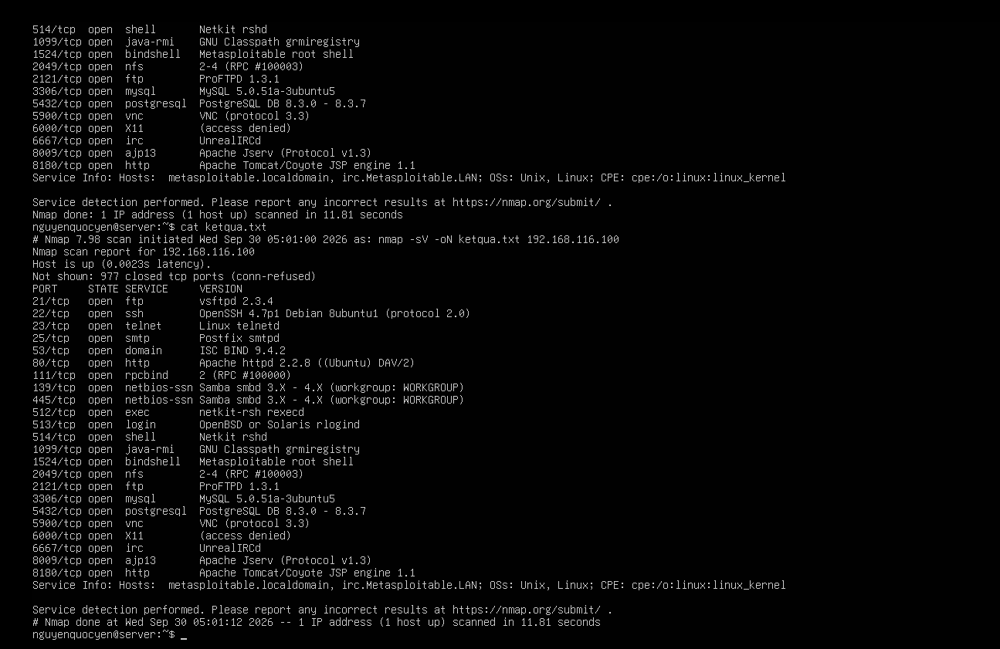 514/tcp  open  shell       Netkit rshd
1099/tcp open  java-rmi    GNU Classpath grmiregistry
1524/tcp open  bindshell   Metasploitable root shell
2049/tcp open  nfs         2-4 (RPC #100003)
2121/tcp open  ftp         ProFTPD 1.3.1
3306/tcp open  mysql       MySQL 5.0.51a-3ubuntu5
5432/tcp open  postgresql  PostgreSQL DB 8.3.0 - 8.3.7
5900/tcp open  vnc         VNC (protocol 3.3)
6000/tcp open  X11         (access denied)
6667/tcp open  irc         UnrealIRCd
8009/tcp open  ajp13       Apache Jserv (Protocol v1.3)
8180/tcp open  http        Apache Tomcat/Coyote JSP engine 1.1
Service Info: Hosts:  metasploitable.localdomain, irc.Metasploitable.LAN; OSs: Unix, Linux; CPE: cpe:/o:linux:linux_kernel

Service detection performed. Please report any incorrect results at https://nmap.org/submit/ .
Nmap done: 1 IP address (1 host up) scanned in 11.81 seconds
nguyenquocyen@server:~$ cat ketqua.txt
# Nmap 7.98 scan initiated Wed Sep 30 05:01:00 2026 as: nmap -sV -oN ketqua.txt 192.168.116.100
Nmap scan report for 192.168.116.100
Host is up (0.0023s latency).
Not shown: 977 closed tcp ports (conn-refused)
PORT     STATE SERVICE     VERSION
21/tcp   open  ftp         vsftpd 2.3.4
22/tcp   open  ssh         OpenSSH 4.7p1 Debian 8ubuntu1 (protocol 2.0)
23/tcp   open  telnet      Linux telnetd
25/tcp   open  smtp        Postfix smtpd
53/tcp   open  domain      ISC BIND 9.4.2
80/tcp   open  http        Apache httpd 2.2.8 ((Ubuntu) DAV/2)
111/tcp  open  rpcbind     2 (RPC #100000)
139/tcp  open  netbios-ssn Samba smbd 3.X - 4.X (workgroup: WORKGROUP)
445/tcp  open  netbios-ssn Samba smbd 3.X - 4.X (workgroup: WORKGROUP)
512/tcp  open  exec        netkit-rsh rexecd
513/tcp  open  login       OpenBSD or Solaris rlogind
514/tcp  open  shell       Netkit rshd
1099/tcp open  java-rmi    GNU Classpath grmiregistry
1524/tcp open  bindshell   Metasploitable root shell
2049/tcp open  nfs         2-4 (RPC #100003)
2121/tcp open  ftp         ProFTPD 1.3.1
3306/tcp open  mysql       MySQL 5.0.51a-3ubuntu5
5432/tcp open  postgresql  PostgreSQL DB 8.3.0 - 8.3.7
5900/tcp open  vnc         VNC (protocol 3.3)
6000/tcp open  X11         (access denied)
6667/tcp open  irc         UnrealIRCd
8009/tcp open  ajp13       Apache Jserv (Protocol v1.3)
8180/tcp open  http        Apache Tomcat/Coyote JSP engine 1.1
Service Info: Hosts:  metasploitable.localdomain, irc.Metasploitable.LAN; OSs: Unix, Linux; CPE: cpe:/o:linux:linux_kernel

Service detection performed. Please report any incorrect results at https://nmap.org/submit/ .
# Nmap done at Wed Sep 30 05:01:12 2026 -- 1 IP address (1 host up) scanned in 11.81 seconds
nguyenquocyen@server:~$ _